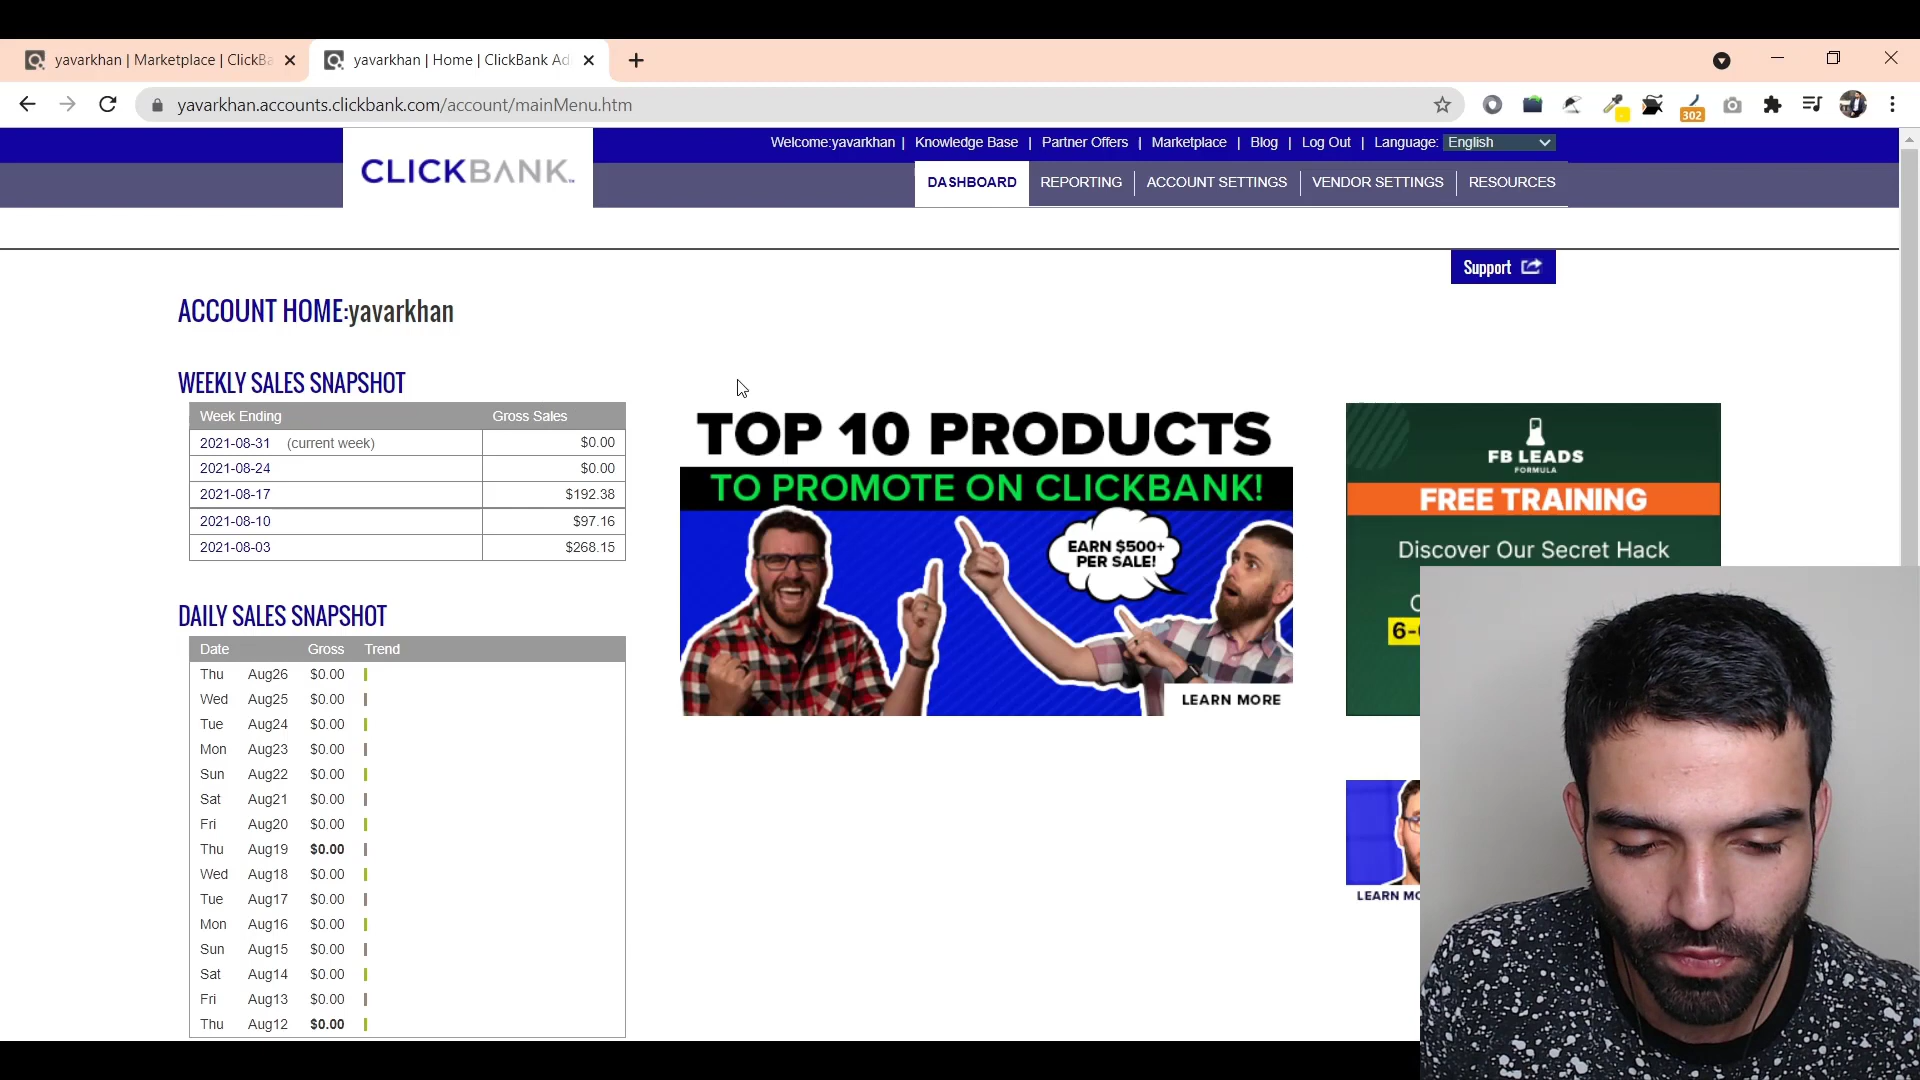 yavarkhan | Marketplace | ClickBa
yavarkhan | Home | ClickBank Ad
yavarkhan.accounts.clickbank.com/account/mainMenu.htm
302
Welcome:yavarkhan | Knowledge Base | Partner Offers | Marketplace | Blog | Log Out | Language: English
CLICKBANK
DASHBOARD REPORTING ACCOUNT SETTINGS VENDOR SETTINGS RESOURCES
Support
ACCOUNT HOME:yavarkhan
WEEKLY SALES SNAPSHOT
Week Ending Gross Sales
2021-08-31 (current week) $0.00
2021-08-24 $0.00
2021-08-17 $192.38
2021-08-10 $97.16
2021-08-03 $268.15
DAILY SALES SNAPSHOT
Date Gross Trend
Thu Aug26 $0.00
Wed Aug25 $0.00
Tue Aug24 $0.00
Mon Aug23 $0.00
Sun Aug22 $0.00
Sat Aug21 $0.00
Fri Aug20 $0.00
Thu Aug19 $0.00
Wed Aug18 $0.00
Tue Aug17 $0.00
Mon Aug16 $0.00
Sun Aug15 $0.00
Sat Aug14 $0.00
Fri Aug13 $0.00
Thu Aug12 $0.00
TOP 10 PRODUCTS
TO PROMOTE ON CLICKBANK!
EARN $500+
PER SALE!
LEARN MORE
FB LEADS
FORMULA
FREE TRAINING
Discover Our Secret Hack
LEARN MO